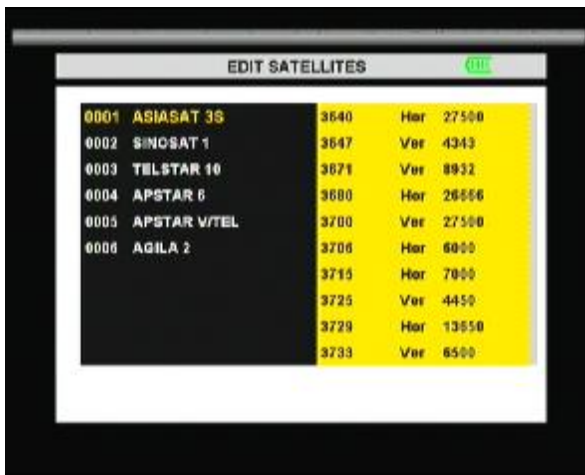 EDIT SATELLITES
0001 ASIASAT 3S 3640 Hor 27500
0002 SINOSAT 1 3647 Ver 4343
0003 TELSTAR 10 3671 Ver 8932
0004 APSTAR 6 3680 Hor 26666
0005 APSTAR V/TEL 3700 Ver 27500
0006 AGILA 2 3706 Hor 6000
3715 Hor 7000
3725 Ver 4450
3729 Hor 13650
3733 Ver 6500